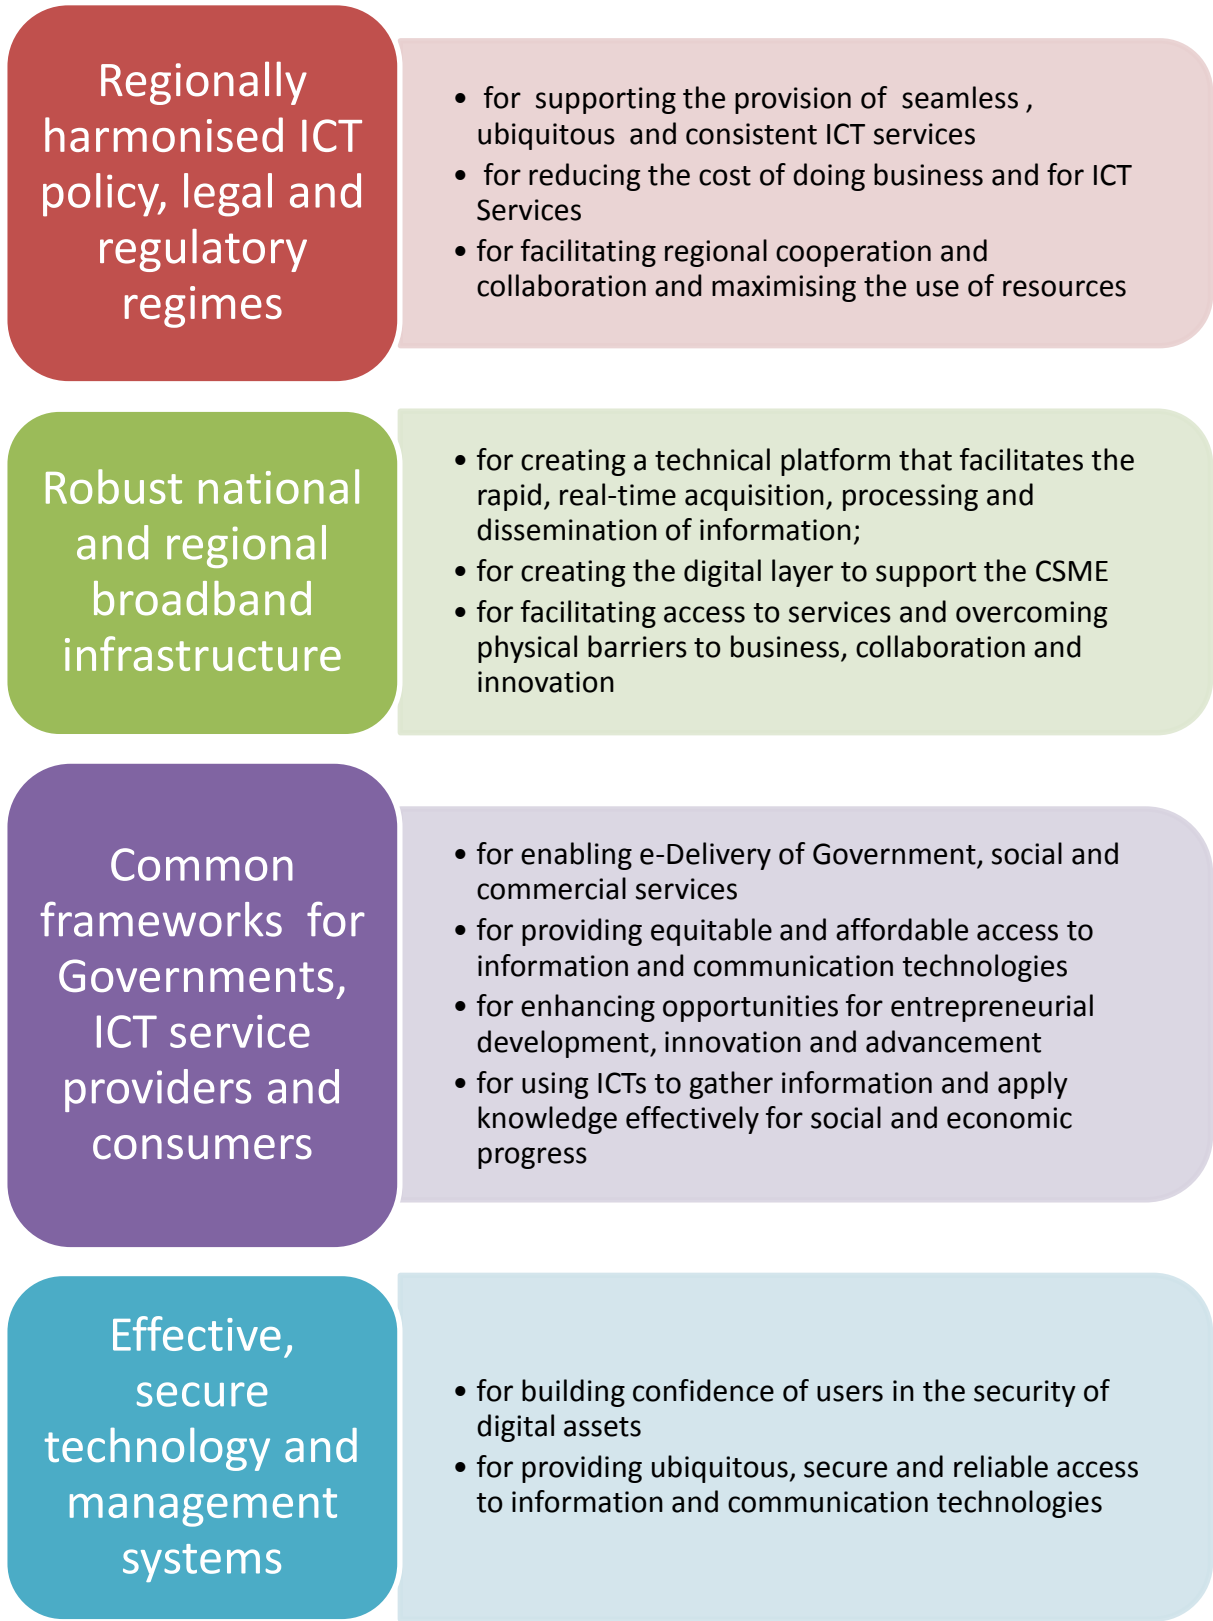 Regionally
harmonised ICT
policy, legal and
regulatory
regimes
• for supporting the provision of seamless ,
ubiquitous and consistent ICT services
• for reducing the cost of doing business and for ICT
Services
• for facilitating regional cooperation and
collaboration and maximising the use of resources
Robust national
and regional
broadband
infrastructure
• for creating a technical platform that facilitates the
rapid, real-time acquisition, processing and
dissemination of information;
• for creating the digital layer to support the CSME
• for facilitating access to services and overcoming
physical barriers to business, collaboration and
innovation
Common
frameworks for
Governments,
ICT service
providers and
consumers
• for enabling e-Delivery of Government, social and
commercial services
• for providing equitable and affordable access to
information and communication technologies
• for enhancing opportunities for entrepreneurial
development, innovation and advancement
• for using ICTs to gather information and apply
knowledge effectively for social and economic
progress
Effective,
secure
technology and
management
systems
• for building confidence of users in the security of
digital assets
• for providing ubiquitous, secure and reliable access
to information and communication technologies